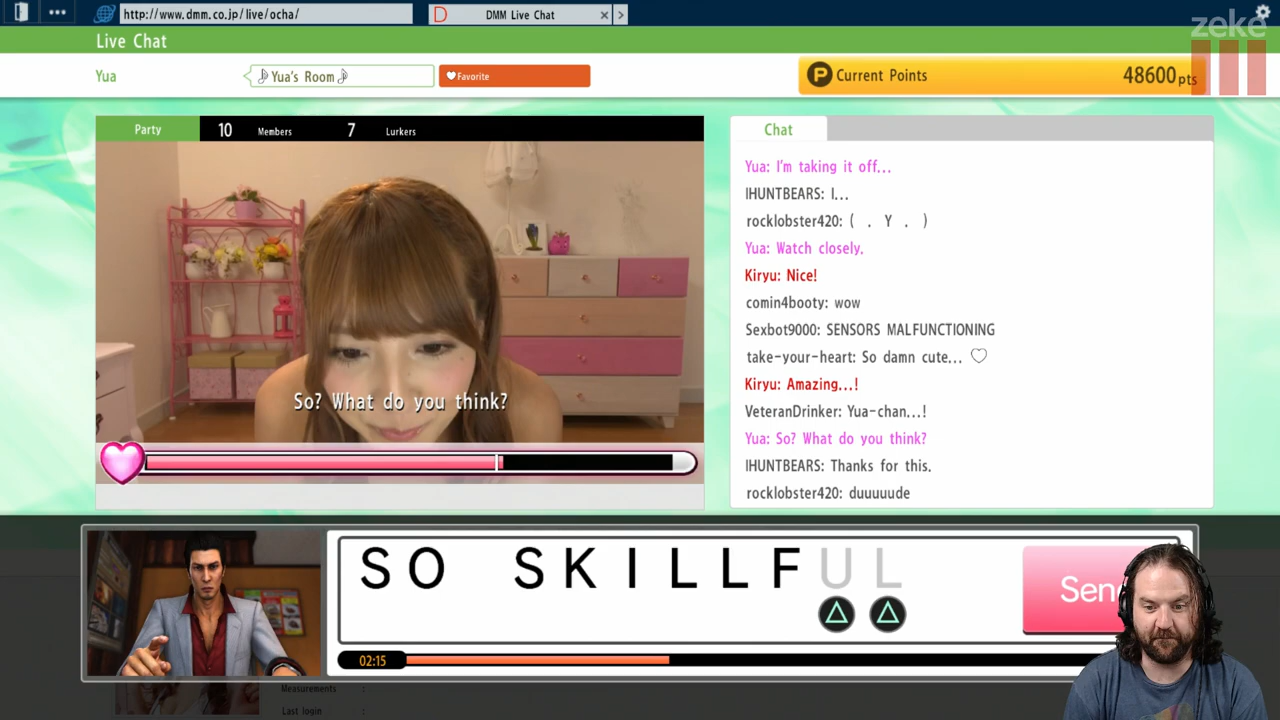 http://www.dmm.co.jp/live/ocha/
D DMM Live Chat
zeke
Live Chat
Yua
Yua's Room
Favorite
P Current Points 48600 pts
Party 10 Members 7 Lurkers
So? What do you think?
Chat
Yua: I'm taking it off...
IHUNTBEARS: I...
rocklobster420: ( . Y . )
Yua: Watch closely.
Kiryu: Nice!
comin4booty: wow
Sexbot9000: SENSORS MALFUNCTIONING
take-your-heart: So damn cute... ♡
Kiryu: Amazing...!
VeteranDrinker: Yua-chan...!
Yua: So? What do you think?
IHUNTBEARS: Thanks for this.
rocklobster420: duuuuude
SO SKILLFUL
Send
02:15
Measurements :
Last login :